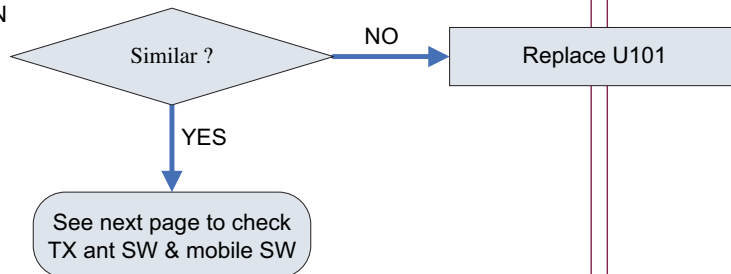 N
Similar ?
NO
Replace U101
YES
See next page to check
TX ant SW & mobile SW